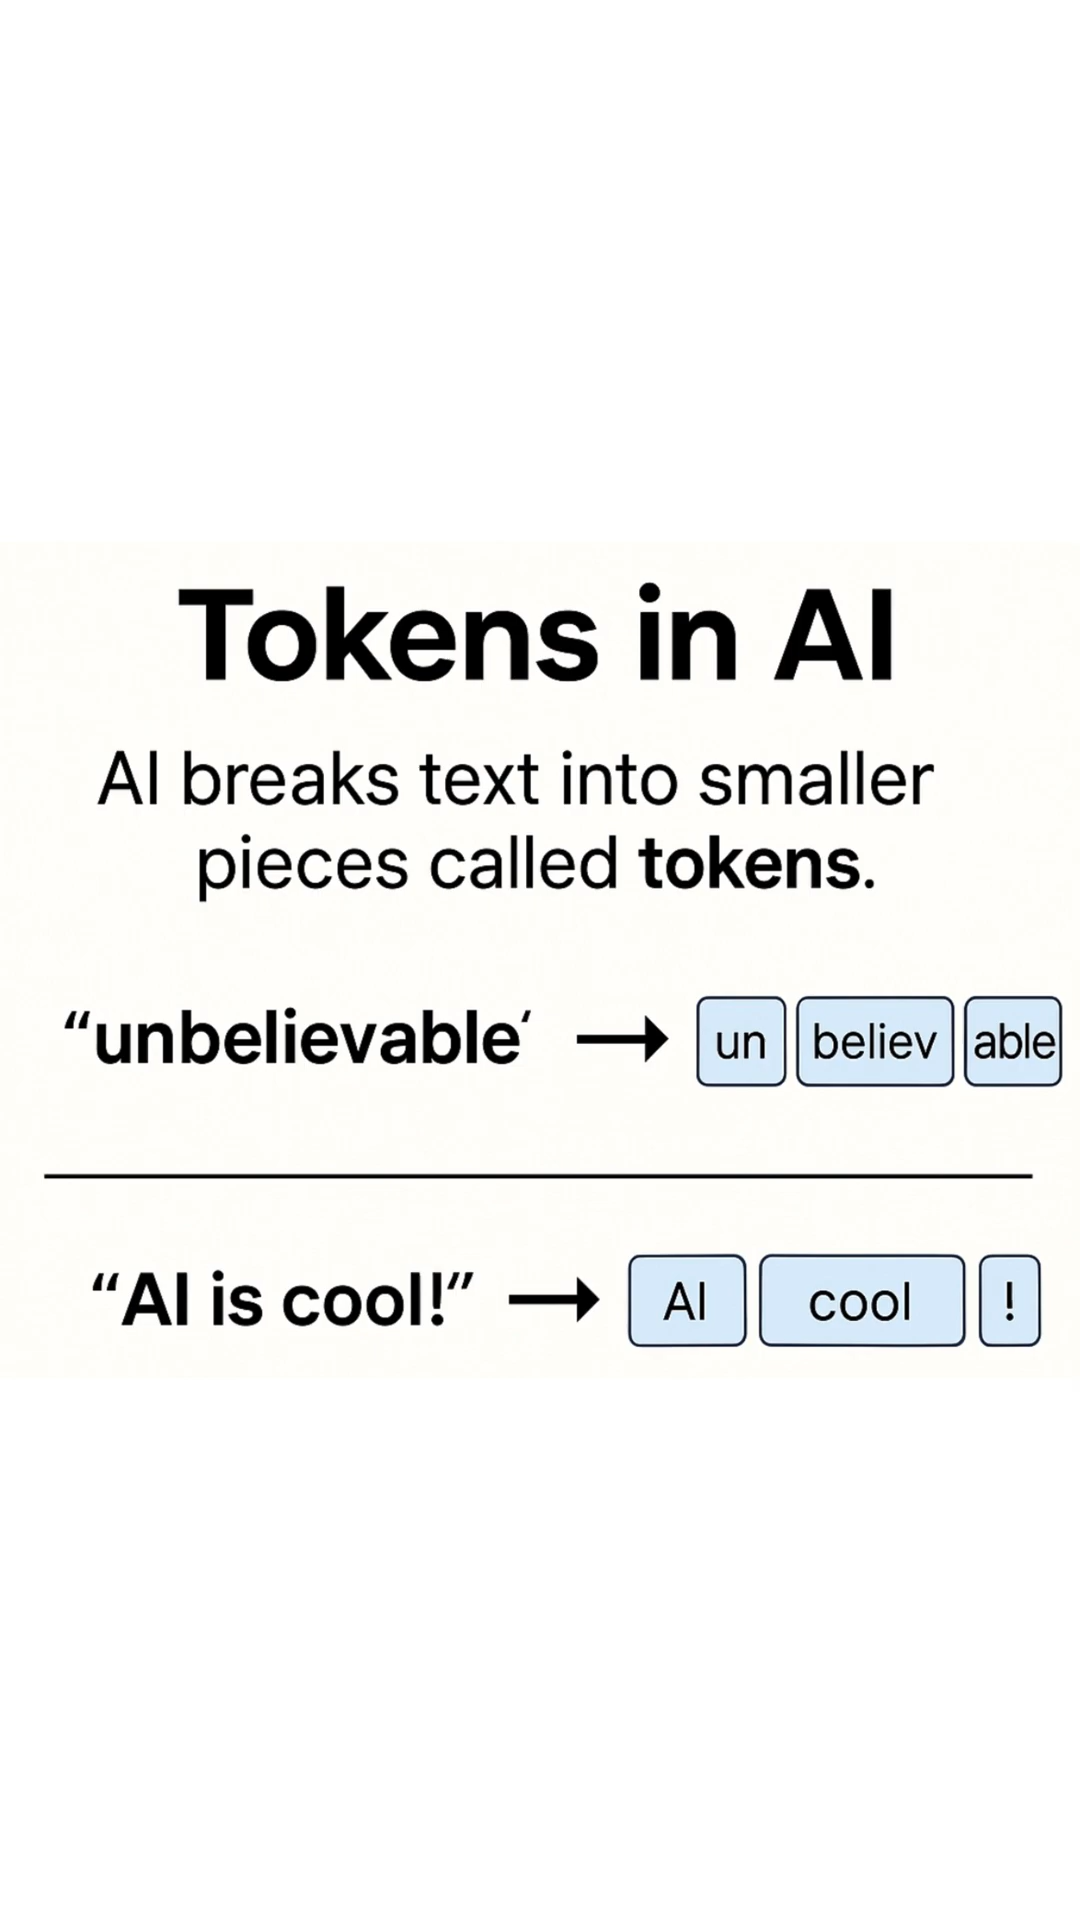 Tokens in AI
AI breaks text into smaller
pieces called tokens.
“unbelievable‘ → un believ able
“AI is cool!” → AI cool !